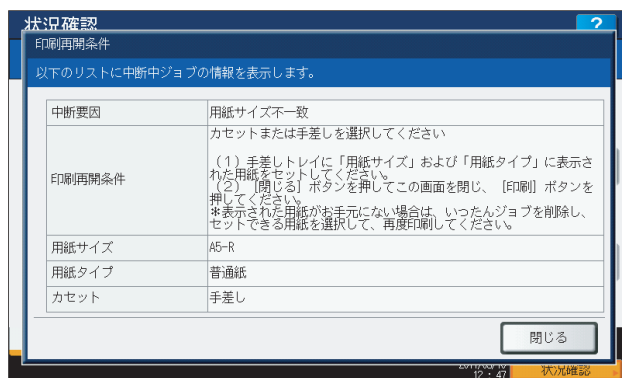 状況確認
?
印刷再開条件
以下のリストに中断中ジョブの情報を表示します。
中断要因 用紙サイズ不一致
カセットまたは手差しを選択してください
印刷再開条件
(1) 手差しトレイに「用紙サイズ」および「用紙タイプ」に表示さ
れた用紙をセットしてください。
(2) [閉じる] ボタンを押してこの画面を閉じ、[印刷] ボタンを
押してください。
*表示された用紙がお手元にない場合は、いったんジョブを削除し、
セットできる用紙を選択して、再度印刷してください。
用紙サイズ A5-R
用紙タイプ 普通紙
カセット 手差し
閉じる
12:47
状況確認